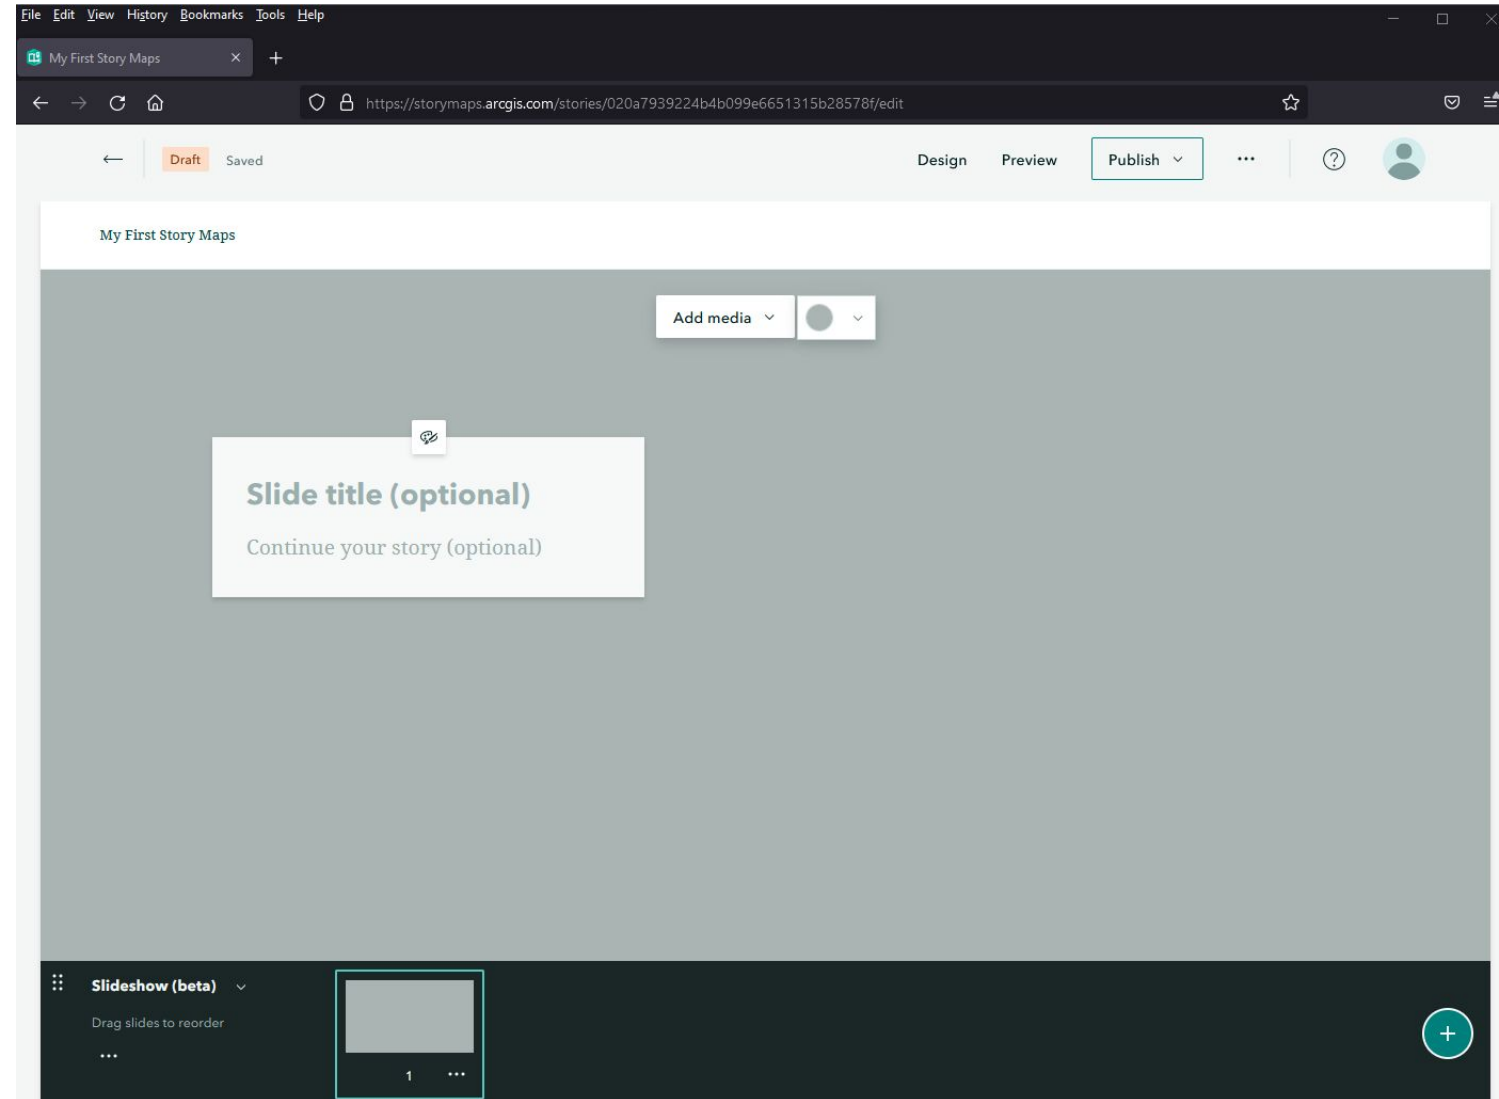 File Edit View History Bookmarks Tools Help
My First Story Maps
https://storymaps.arcgis.com/stories/020a7939224b4b099e6651315b28578f/edit
Draft Saved Design Preview Publish
My First Story Maps
Add media
Slide title (optional)
Continue your story (optional)
Slideshow (beta)
Drag slides to reorder
1